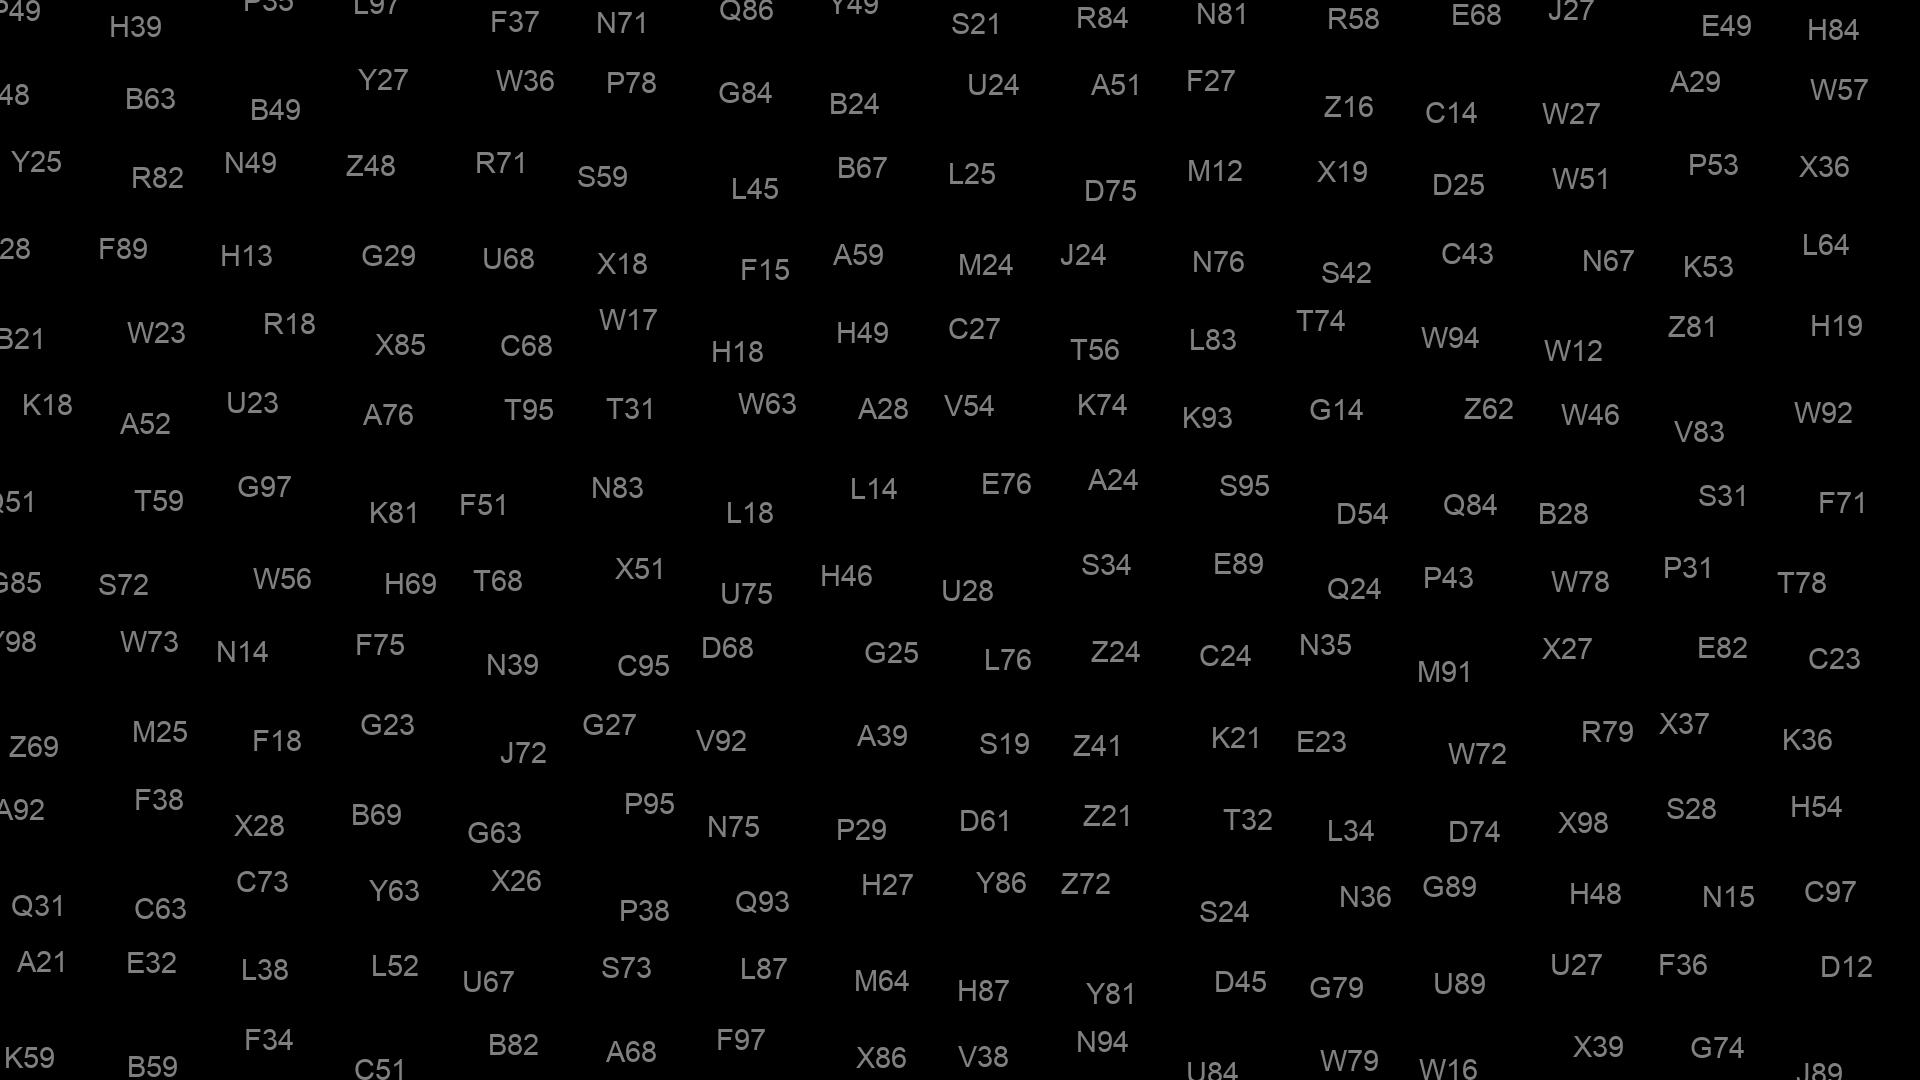 H39 P35 L97 F37 N71 Q86 Y49 S21 R84 N81 R58 E68 J27 E49 H84
48 B63 B49 Y27 W36 P78 G84 B24 U24 A51 F27 Z16 C14 W27 A29 W57
Y25 R82 N49 Z48 R71 S59 L45 B67 L25 D75 M12 X19 D25 W51 P53 X36
28 F89 H13 G29 U68 X18 F15 A59 M24 J24 N76 S42 C43 N67 K53 L64
B21 W23 R18 X85 C68 W17 H18 H49 C27 T56 L83 T74 W94 W12 Z81 H19
K18 A52 U23 A76 T95 T31 W63 A28 V54 K74 K93 G14 Z62 W46 V83 W92
Q51 T59 G97 K81 F51 N83 L18 L14 E76 A24 S95 D54 Q84 B28 S31 F71
G85 S72 W56 H69 T68 X51 U75 H46 U28 S34 E89 Q24 P43 W78 P31 T78
Y98 W73 N14 F75 N39 C95 D68 G25 L76 Z24 C24 N35 M91 X27 E82 C23
Z69 M25 F18 G23 J72 G27 V92 A39 S19 Z41 K21 E23 W72 R79 X37 K36
A92 F38 X28 B69 G63 P95 N75 P29 D61 Z21 T32 L34 D74 X98 S28 H54
Q31 C63 C73 Y63 X26 P38 Q93 H27 Y86 Z72 S24 N36 G89 H48 N15 C97
A21 E32 L38 L52 U67 S73 L87 M64 H87 Y81 D45 G79 U89 U27 F36 D12
K59 B59 F34 C51 B82 A68 F97 X86 V38 N94 U84 W79 W16 X39 G74 J89